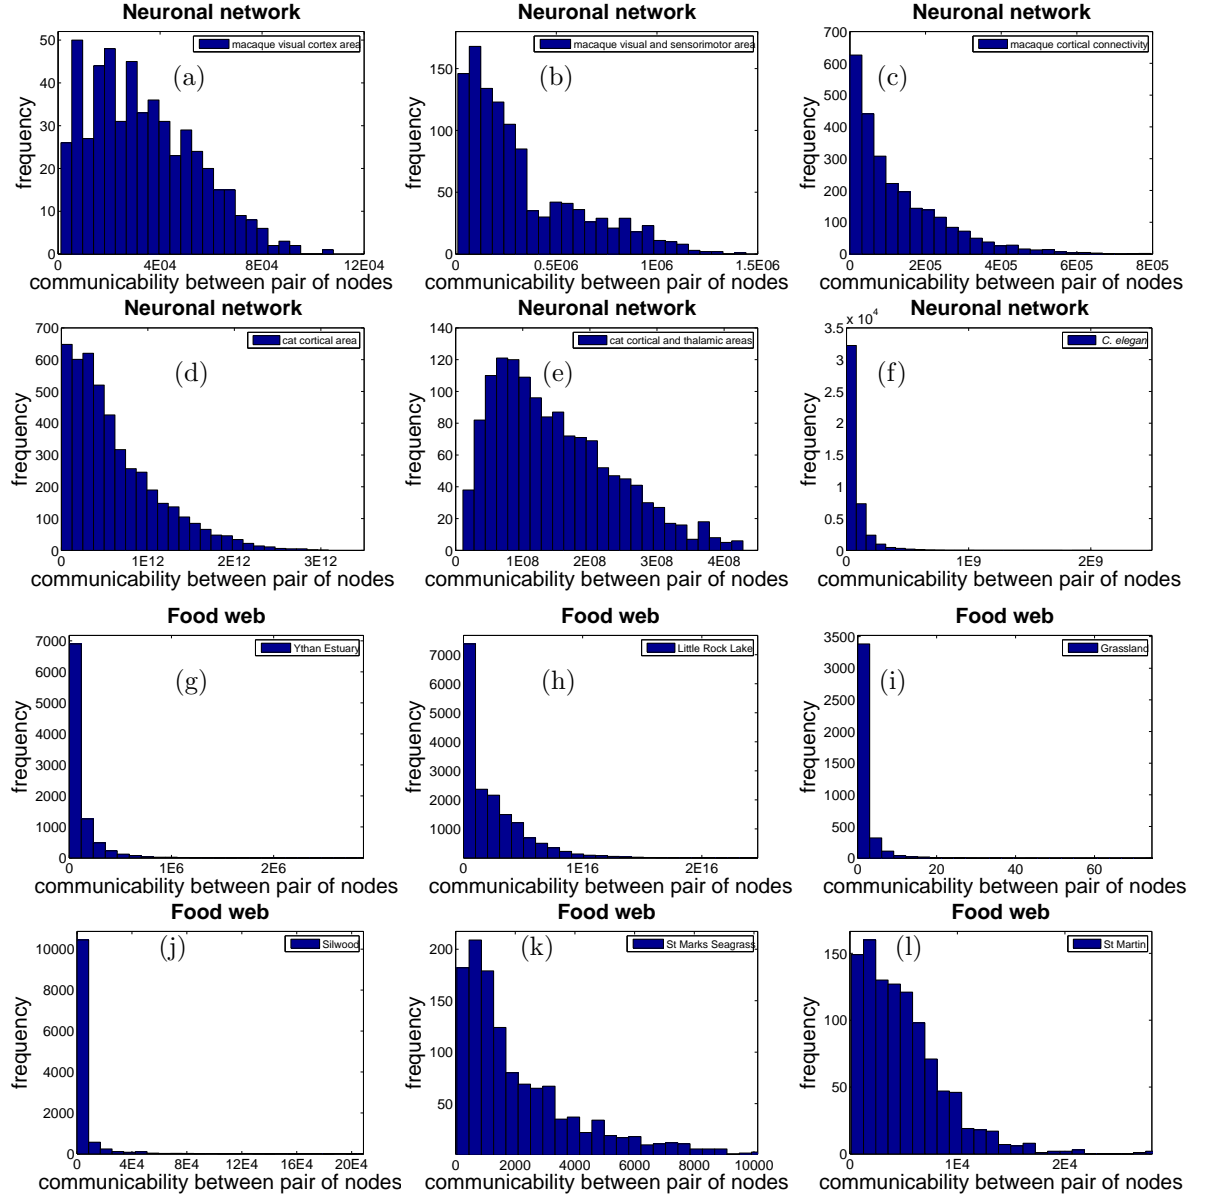 Neuronal network
macaque visual cortex area
(a)
50
40
30
20
10
0
frequency
0 4E04 8E04 12E04
communicability between pair of nodes
Neuronal network
macaque visual and sensorimotor area
(b)
150
100
50
0
frequency
0 0.5E06 1E06 1.5E06
communicability between pair of nodes
Neuronal network
macaque cortical connectivity
(c)
700
600
500
400
300
200
100
0
frequency
0 2E05 4E05 6E05 8E05
communicability between pair of nodes
Neuronal network
cat cortical area
(d)
700
600
500
400
300
200
100
0
frequency
0 1E12 2E12 3E12
communicability between pair of nodes
Neuronal network
cat cortical and thalamic areas
(e)
140
120
100
80
60
40
20
0
frequency
0 1E08 2E08 3E08 4E08
communicability between pair of nodes
Neuronal network
x 10^4
C. elegan
(f)
3.5
3
2.5
2
1.5
1
0.5
0
frequency
0 1E9 2E9
communicability between pair of nodes
Food web
Ythan Estuary
(g)
7000
6000
5000
4000
3000
2000
1000
0
frequency
0 1E6 2E6
communicability between pair of nodes
Food web
Little Rock Lake
(h)
7000
6000
5000
4000
3000
2000
1000
frequency
0 1E16 2E16
communicability between pair of nodes
Food web
Grassland
(i)
3500
3000
2500
2000
1500
1000
500
0
frequency
0 20 40 60
communicability between pair of nodes
Food web
Silwood
(j)
10000
8000
6000
4000
2000
0
frequency
0 4E4 8E4 12E4 16E4 20E4
communicability between pair of nodes
Food web
St Marks Seagrass
(k)
200
150
100
50
frequency
0 2000 4000 6000 8000 10000
communicability between pair of nodes
Food web
St Martin
(l)
150
100
50
0
frequency
0 1E4 2E4
communicability between pair of nodes